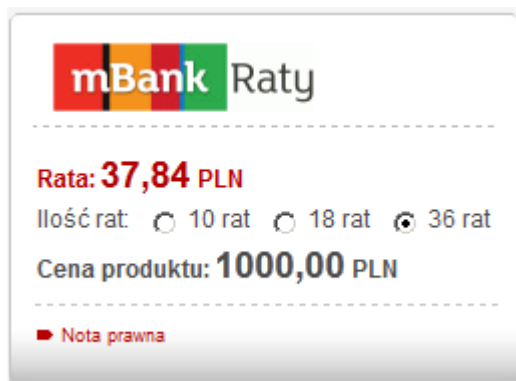 mBank Raty
Rata: 37,84 PLN
Ilość rat: 10 rat 18 rat 36 rat
Cena produktu: 1000,00 PLN
Nota prawna